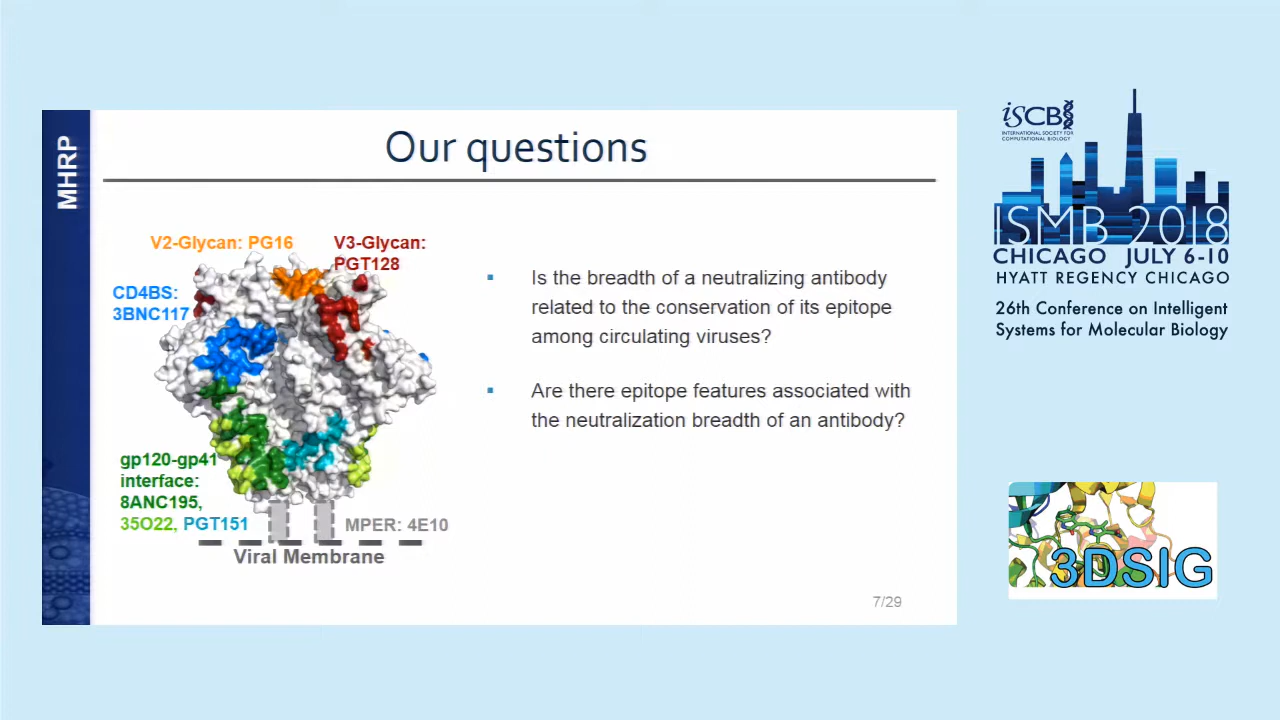 MHRP
Our questions
V2-Glycan: PG16
V3-Glycan:
PGT128
CD4BS:
3BNC117
gp120-gp41
interface:
8ANC195,
35O22, PGT151
MPER: 4E10
Viral Membrane
Is the breadth of a neutralizing antibody
related to the conservation of its epitope
among circulating viruses?
Are there epitope features associated with
the neutralization breadth of an antibody?
7/29
iSCB
INTERNATIONAL SOCIETY FOR
COMPUTATIONAL BIOLOGY
ISMB 2018
CHICAGO JULY 6-10
HYATT REGENCY CHICAGO
26th Conference on Intelligent
Systems for Molecular Biology
3DSIG